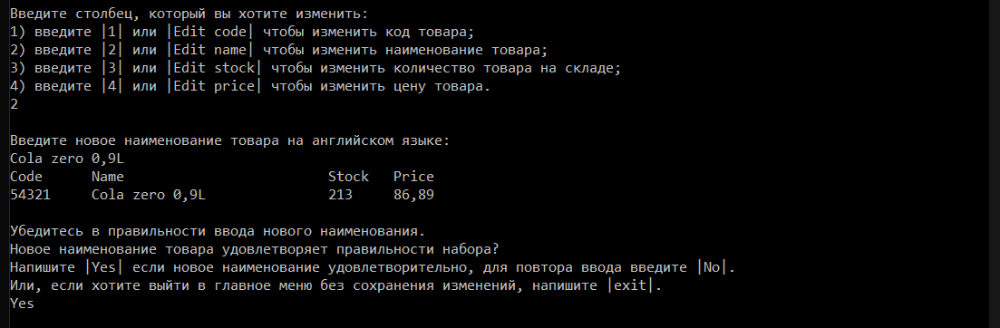 Введите столбец, который вы хотите изменить:
1) введите |1| или |Edit code| чтобы изменить код товара;
2) введите |2| или |Edit name| чтобы изменить наименование товара;
3) введите |3| или |Edit stock| чтобы изменить количество товара на складе;
4) введите |4| или |Edit price| чтобы изменить цену товара.
2
Введите новое наименование товара на английском языке:
Cola zero 0,9L
Code Name Stock Price
54321 Cola zero 0,9L 213 86,89
Убедитесь в правильности ввода нового наименования.
Новое наименование товара удовлетворяет правильности набора?
Напишите |Yes| если новое наименование удовлетворительно, для повтора ввода введите |No|.
Или, если хотите выйти в главное меню без сохранения изменений, напишите |exit|.
Yes